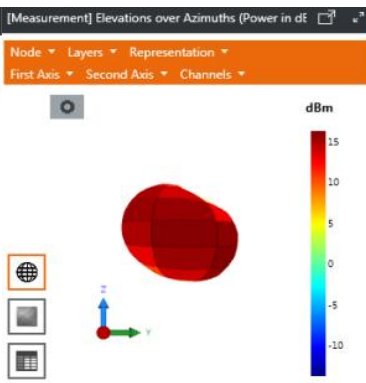 [Measurement] Elevations over Azimuths (Power in dE
Node Layers Representation
First Axis Second Axis Channels
dBm
15
10
5
0
-5
-10
Z
Y